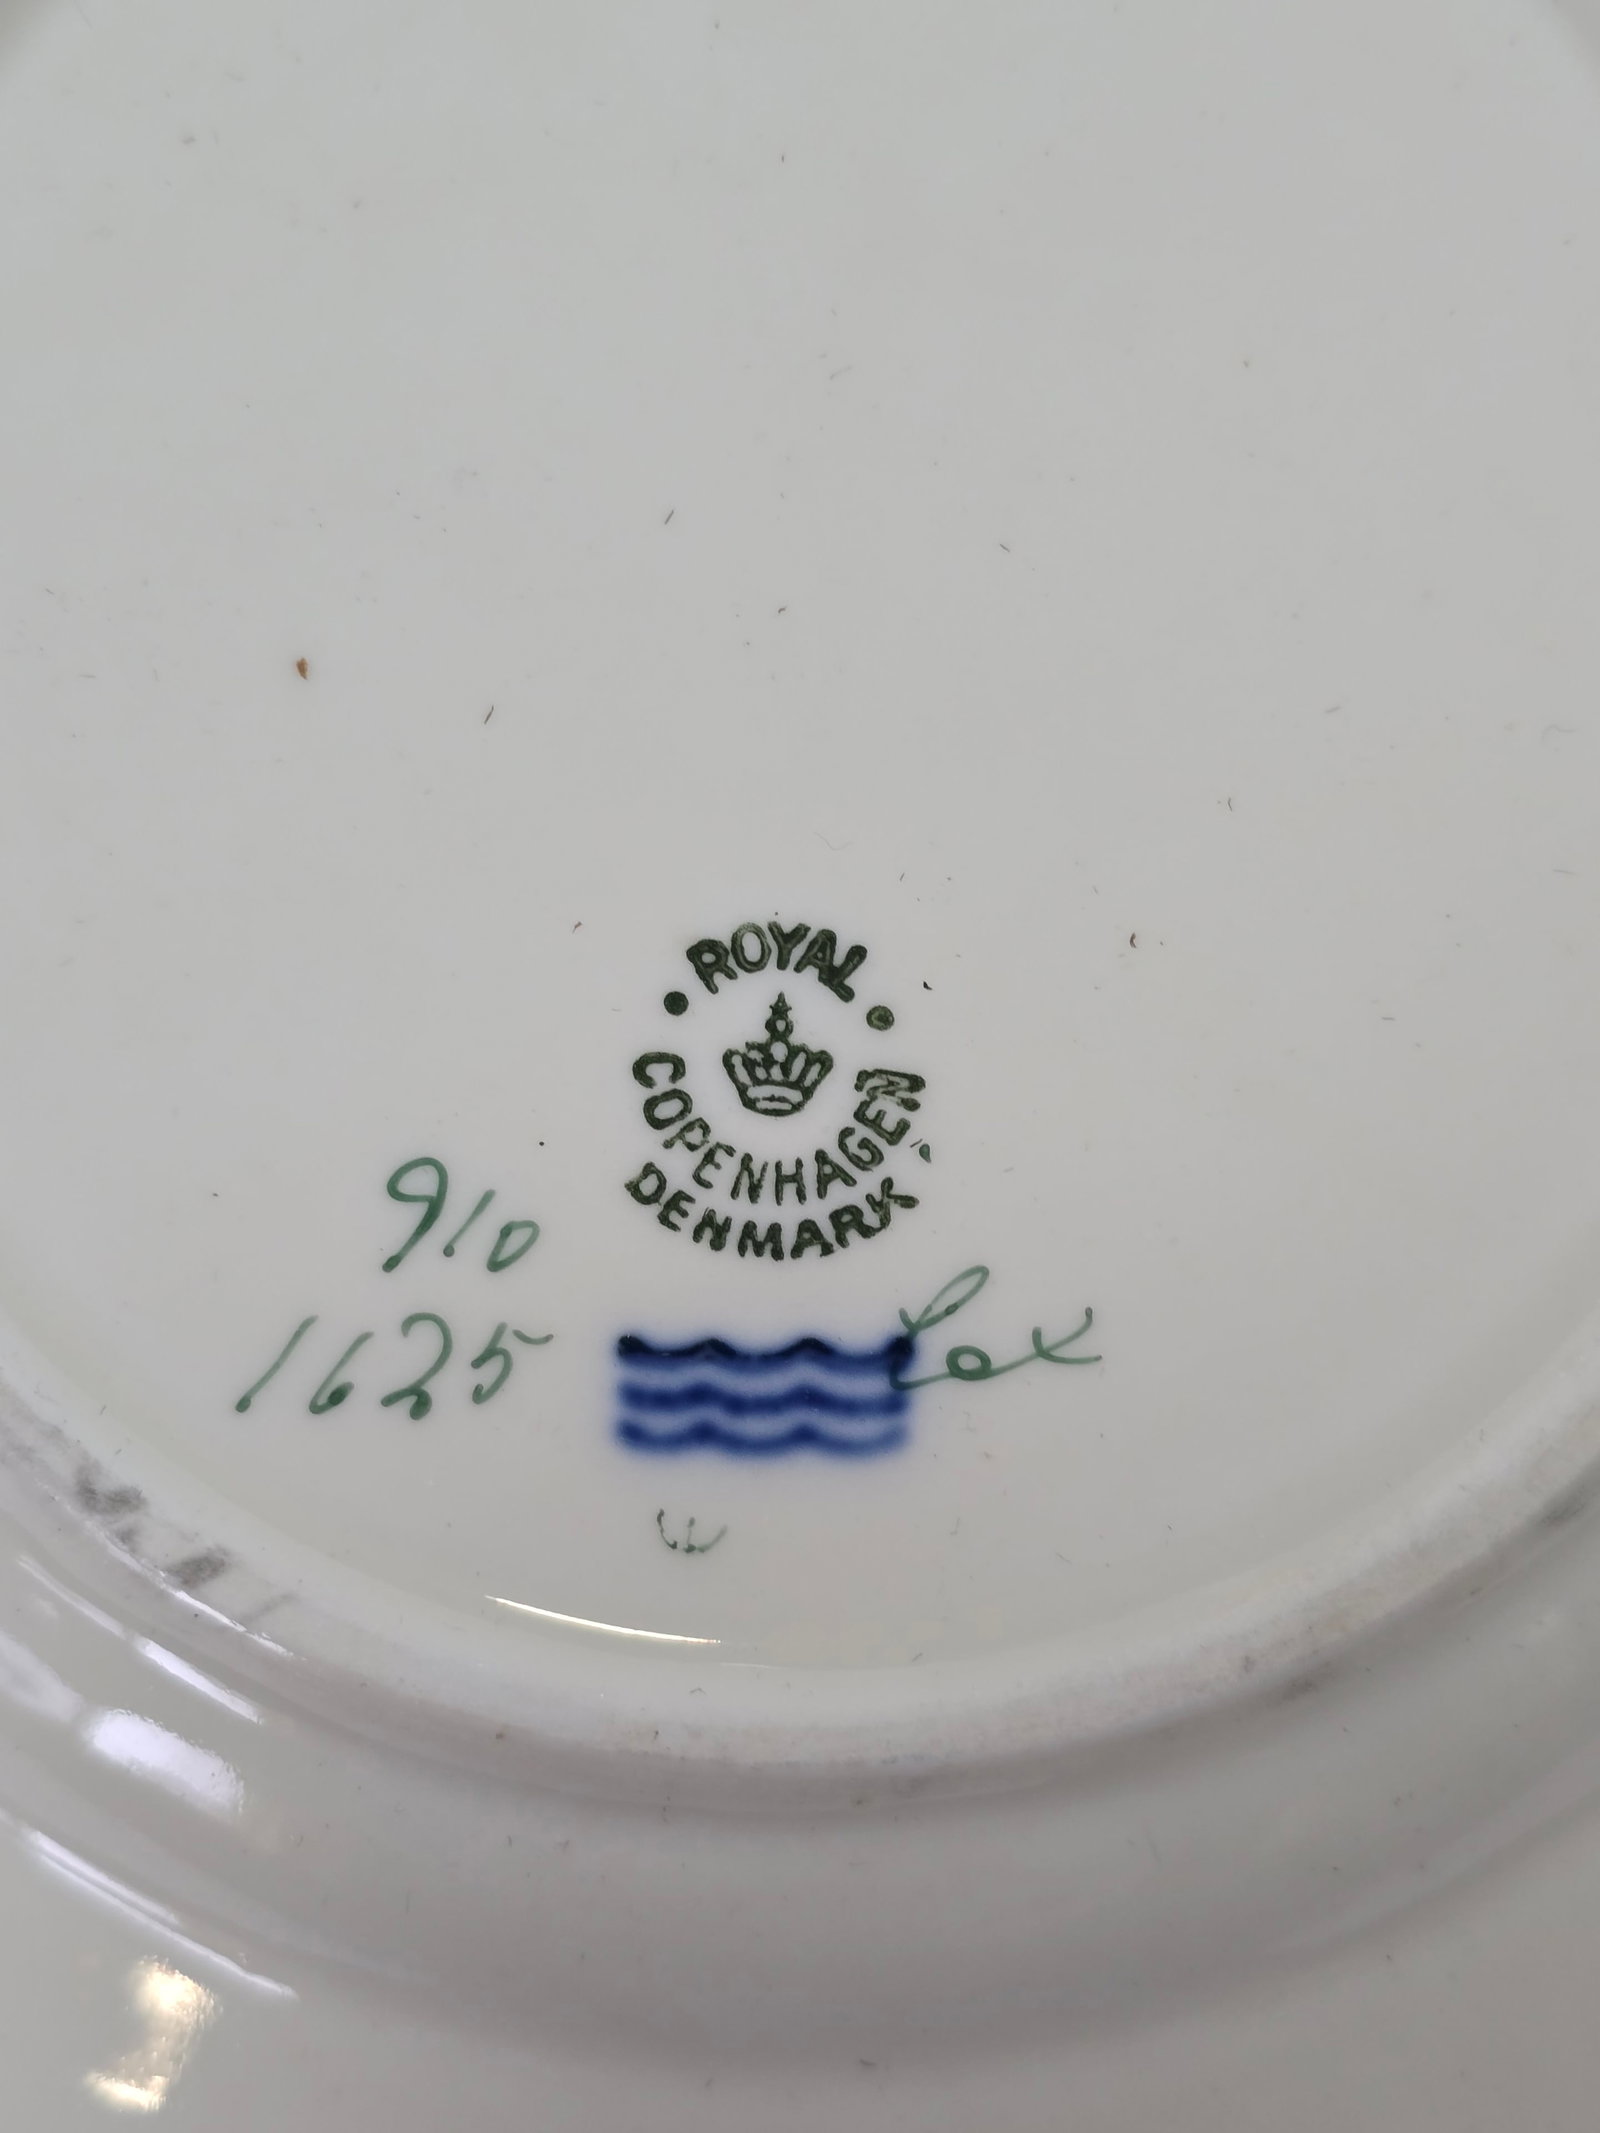 ROYAL
COPENHAGEN
DENMARK
910
1625